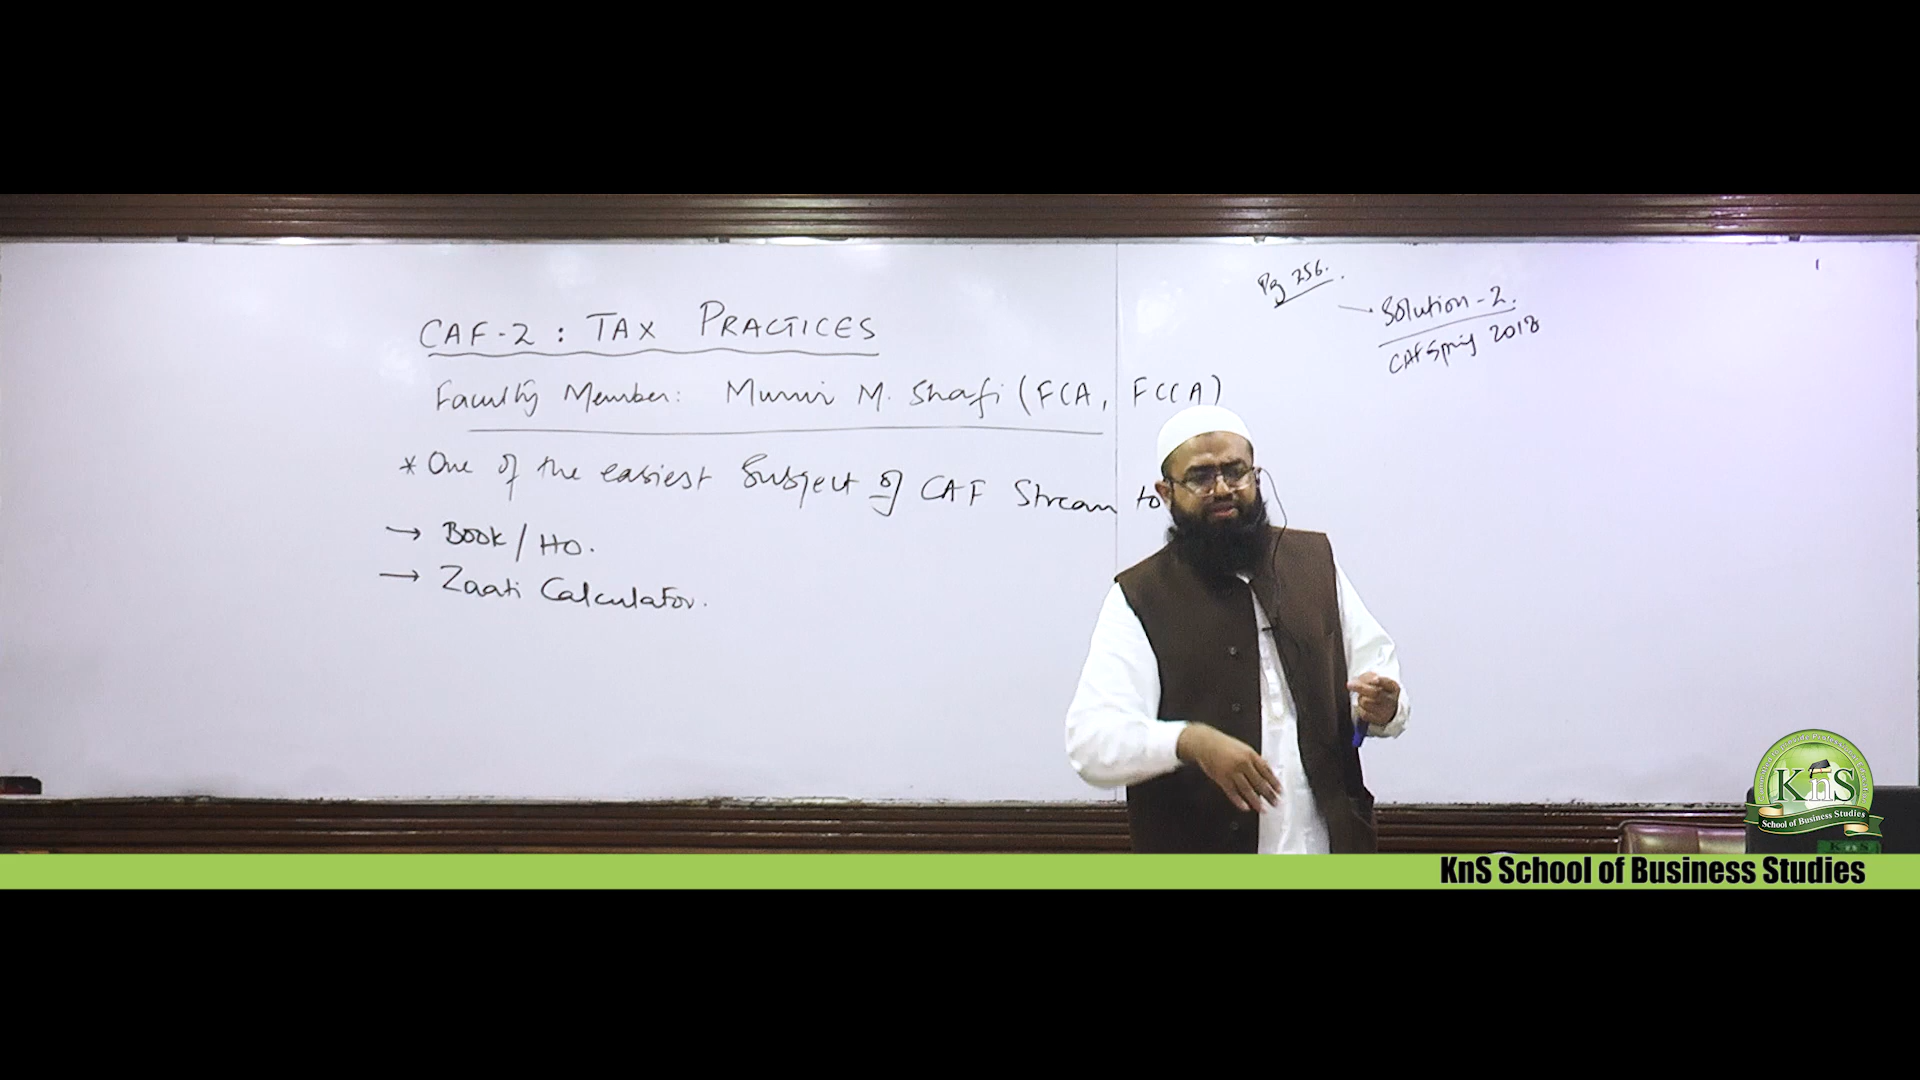 CAF-2 : TAX PRACTICES
Faculty Member: Munir M. Shafi (FCA, FCCA)
* One of the easiest Subject of CAF Stream to
→ Book / HO.
→ Zaati Calculator.
Pg 256.
→ Solution - 2.
CAF Spring 2018
KnS
School of Business Studies
KnS School of Business Studies